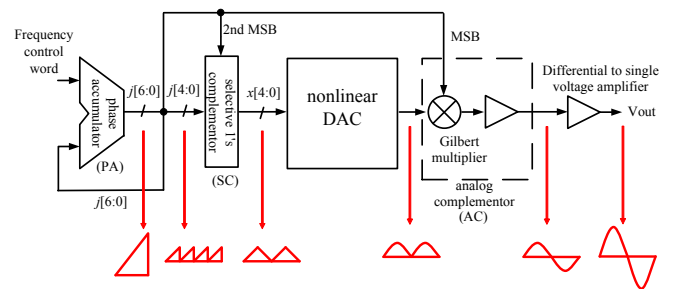 Frequency
control
word
phase
accumulator
(PA)
j[6:0]
j[6:0]
j[4:0]
2nd MSB
selective 1's
complementor
(SC)
x[4:0]
nonlinear
DAC
MSB
Gilbert
multiplier
analog
complementor
(AC)
Differential to single
voltage amplifier
Vout